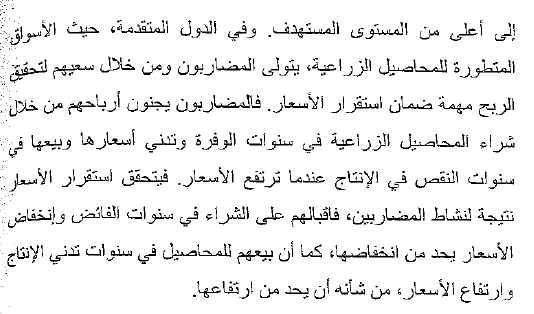 إلى أعلى من المستوى المستهدف. وفي الدول المتقدمة، حيث الأسواق
المتطورة للمحاصيل الزراعية، يتولى المضاربون ومن خلال سعيهم لتحقيق
الربح مهمة ضمان استقرار الأسعار. فالمضاربون يجنون أرباحهم من خلال
شراء المحاصيل الزراعية في سنوات الوفرة وتدني أسعارها وبيعها في
سنوات النقص في الإنتاج عندما ترتفع الأسعار. فيتحقق استقرار الأسعار
نتيجة لنشاط المضاربين، فاقبالهم على الشراء في سنوات الفائض وإنخفاض
الأسعار يحد من انخفاضها، كما أن بيعهم للمحاصيل في سنوات تدني الإنتاج
وارتفاع الأسعار، من شأنه أن يحد من ارتفاعها.